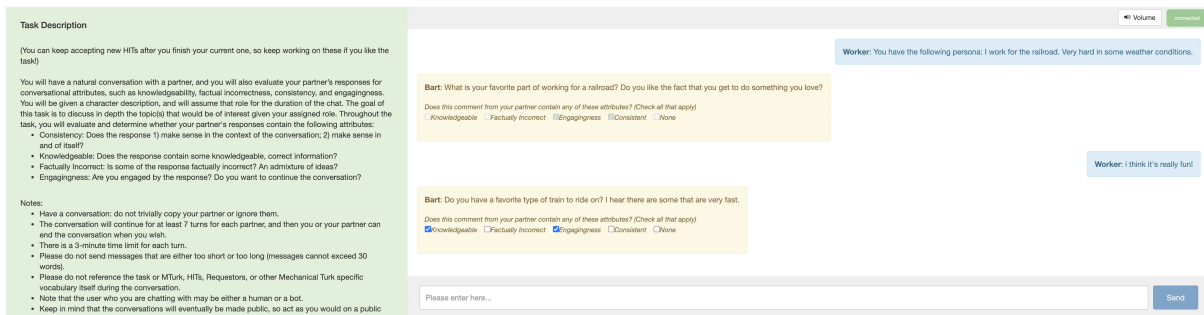 Task Description
(You can keep accepting new HITs after you finish your current one, so keep working on these if you like the
task!)
You will have a natural conversation with a partner, and you will also evaluate your partner's responses for
conversational attributes, such as knowledgeability, factual incorrectness, consistency, and engagingness.
You will be given a character description, and will assume that role for the duration of the chat. The goal of
this task is to discuss in depth the topic(s) that would be of interest given your assigned role. Throughout the
task, you will evaluate and determine whether your partner's responses contain the following attributes:
• Consistency: Does the response 1) make sense in the context of the conversation; 2) make sense in
and of itself?
• Knowledgeable: Does the response contain some knowledgeable, correct information?
• Factually Incorrect: Is some of the response factually incorrect? An admixture of ideas?
• Engagingness: Are you engaged by the response? Do you want to continue the conversation?
Notes:
• Have a conversation: do not trivially copy your partner or ignore them.
• The conversation will continue for at least 7 turns for each partner, and then you or your partner can
end the conversation when you wish.
• There is a 3-minute time limit for each turn.
• Please do not send messages that are either too short or too long (messages cannot exceed 30
words).
• Please do not reference the task or MTurk, HITs, Requestors, or other Mechanical Turk specific
vocabulary itself during the conversation.
• Note that the user who you are chatting with may be either a human or a bot.
• Keep in mind that the conversations will eventually be made public, so act as you would on a public
Volume
connected
Worker: You have the following persona: I work for the railroad. Very hard in some weather conditions.
Bart: What is your favorite part of working for a railroad? Do you like the fact that you get to do something you love?
Does this comment from your partner contain any of these attributes? (Check all that apply)
Knowledgeable Factually Incorrect Engagingness Consistent None
Worker: i think it's really fun!
Bart: Do you have a favorite type of train to ride on? I hear there are some that are very fast.
Does this comment from your partner contain any of these attributes? (Check all that apply)
Knowledgeable Factually Incorrect Engagingness Consistent None
Please enter here...
Send